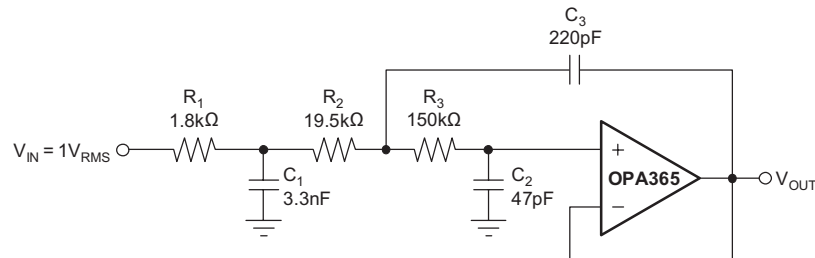 C3
220pF
R1
1.8kΩ
R2
19.5kΩ
R3
150kΩ
VIN = 1VRMS
C1
3.3nF
C2
47pF
+
OPA365
−
VOUT